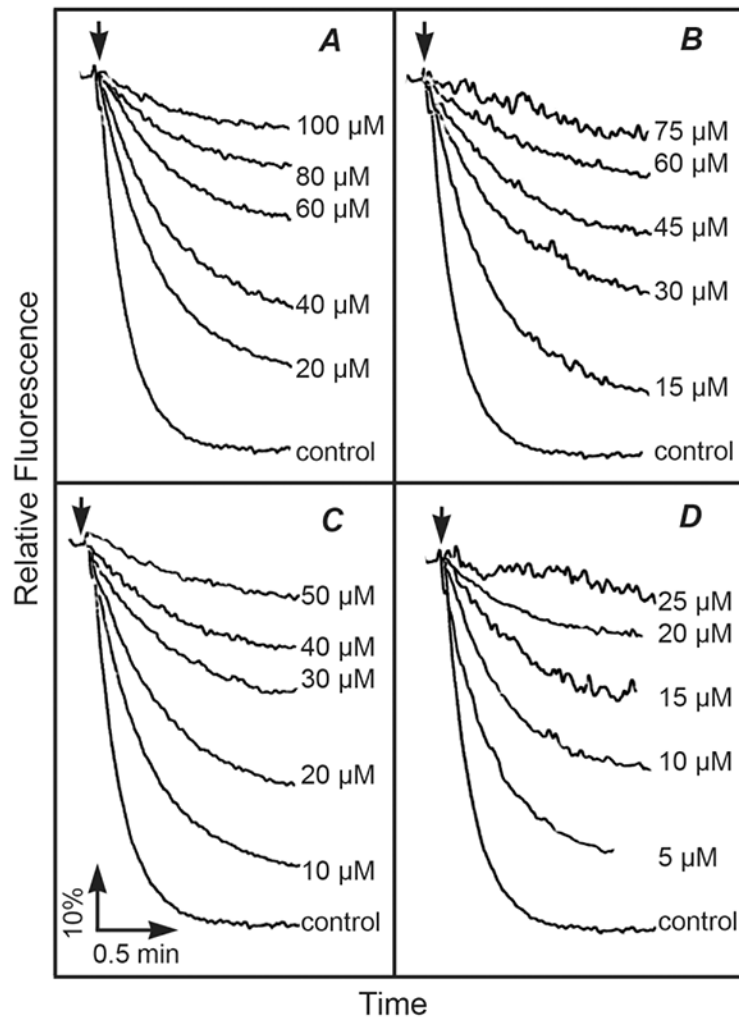 A
100 µM
80 µM
60 µM
40 µM
20 µM
control
B
75 µM
60 µM
45 µM
30 µM
15 µM
control
C
50 µM
40 µM
30 µM
20 µM
10 µM
control
10%
0.5 min
D
25 µM
20 µM
15 µM
10 µM
5 µM
control
Relative Fluorescence
Time